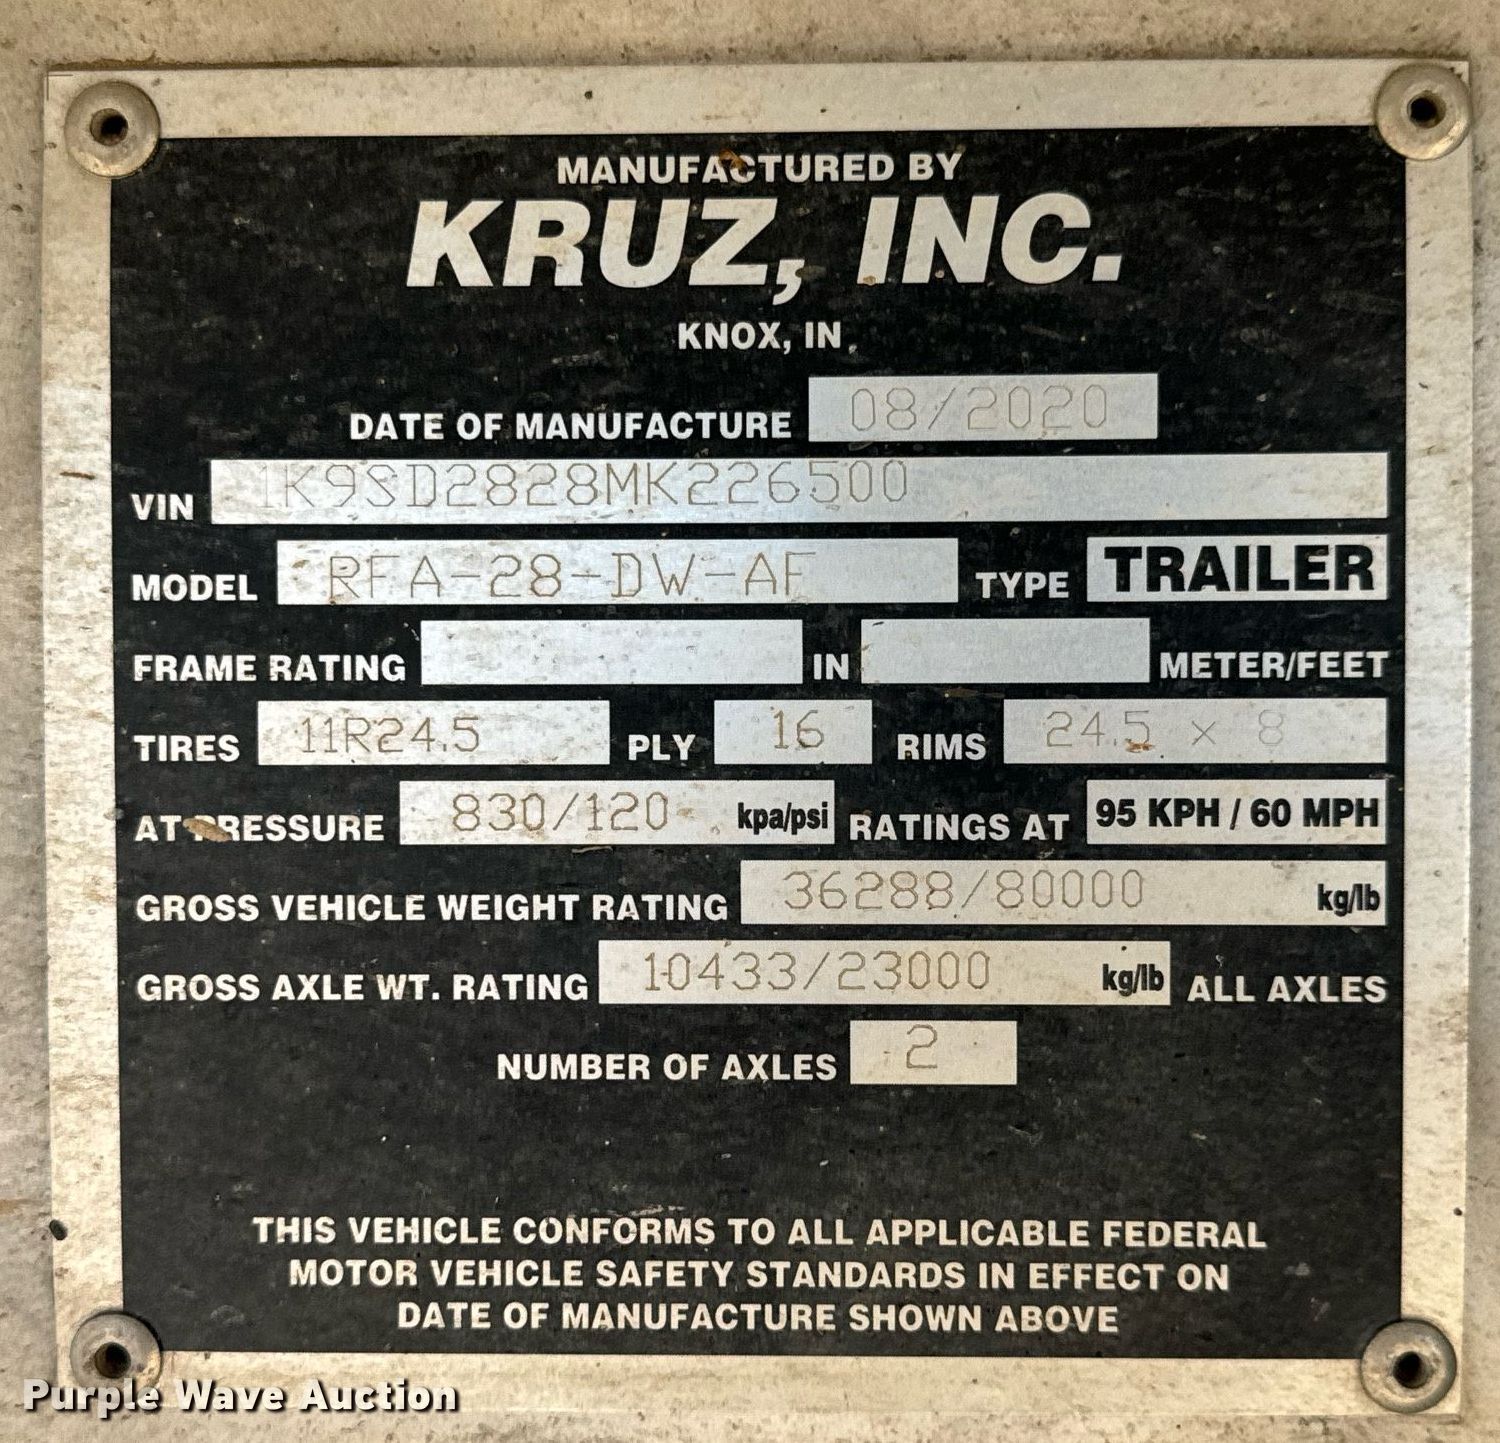 MANUFACTURED BY
KRUZ, INC.
KNOX, IN.
DATE OF MANUFACTURE 08/2020
VIN 1K9SD2828MK226500
MODEL RFA-28-DW-AF TYPE TRAILER
FRAME RATING IN METER/FEET
TIRES 11R24.5 PLY 16 RIMS 24.5 x 8
AT PRESSURE 830/120 kpa/psi RATINGS AT 95 KPH / 60 MPH
GROSS VEHICLE WEIGHT RATING 36288/80000 kg/lb
GROSS AXLE WT. RATING 10433/23000 kg/lb ALL AXLES
NUMBER OF AXLES 2
THIS VEHICLE CONFORMS TO ALL APPLICABLE FEDERAL
MOTOR VEHICLE SAFETY STANDARDS IN EFFECT ON
DATE OF MANUFACTURE SHOWN ABOVE
Purple Wave Auction